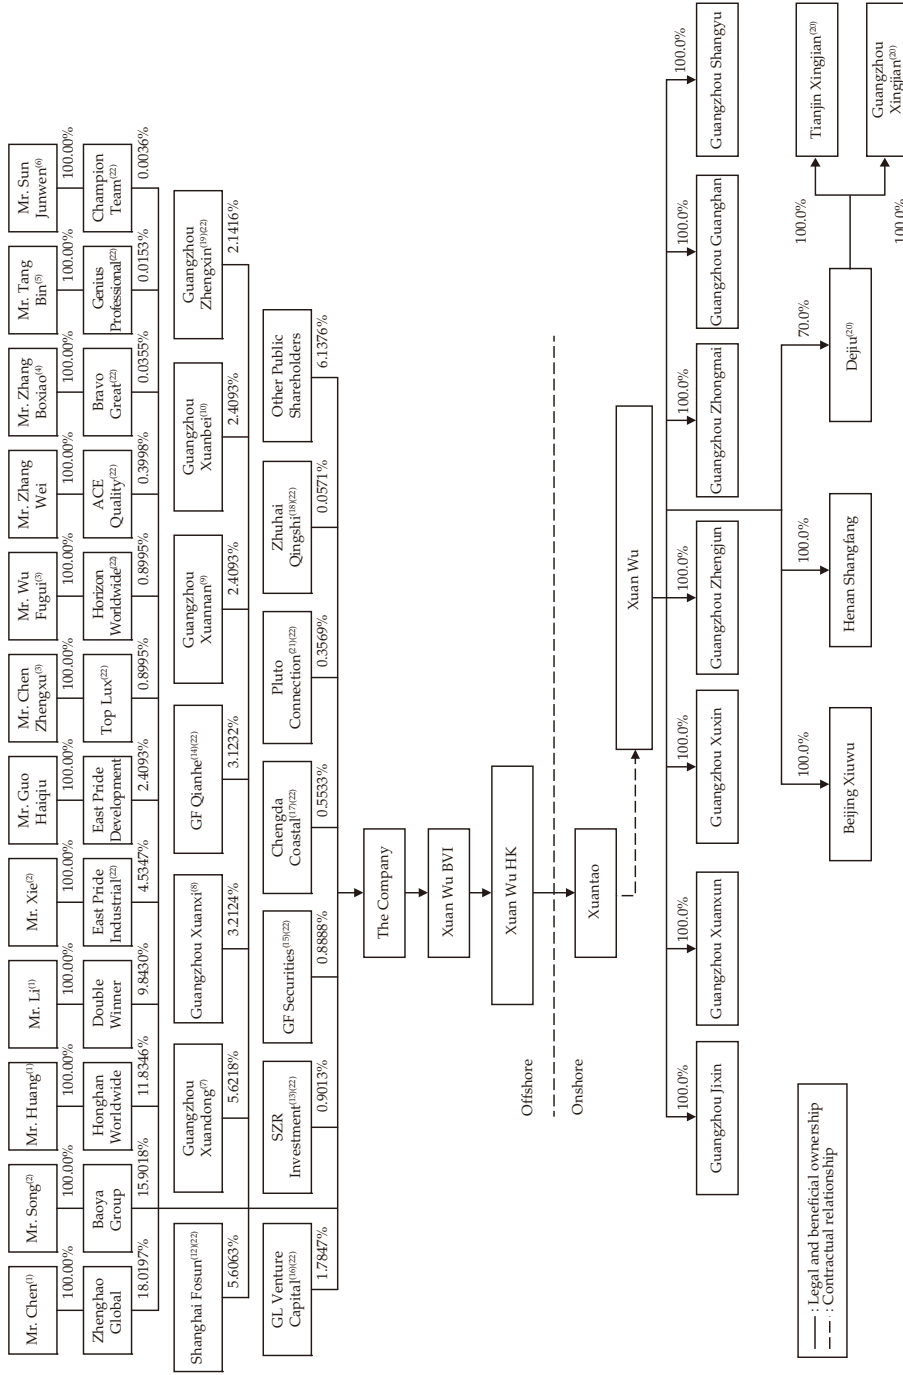 Mr. Chen(1)
Mr. Song(2)
Mr. Huang(1)
Mr. Li(1)
Mr. Xie(2)
Mr. Guo
Haiqiu
Mr. Chen
Zhengxu(3)
Mr. Wu
Fugui(3)
Mr. Zhang
Wei
Mr. Zhang
Boxiao(4)
Mr. Tang
Bin(5)
Mr. Sun
Junwen(6)
100.00%
100.00%
100.00%
100.00%
100.00%
100.00%
100.00%
100.00%
100.00%
100.00%
100.00%
100.00%
Zhenghao
Global
Baoya
Group
Honghan
Worldwide
Double
Winner
East Pride
Industrial(22)
East Pride
Development
Top Lux(22)
Horizon
Worldwide(22)
ACE
Quality(22)
Bravo
Great(22)
Genius
Professional(22)
Champion
Team(22)
18.0197%
15.9018%
11.8346%
9.8430%
4.5347%
2.4093%
0.8995%
0.8995%
0.3998%
0.0355%
0.0153%
0.0036%
Shanghai Fosun(12)(22)
Guangzhou
Xuandong(7)
Guangzhou Xuanxi(8)
GF Qianhe(14)(22)
Guangzhou
Xuannan(9)
Guangzhou
Xuanbei(10)
Guangzhou
Zhengxin(19)(22)
5.6063%
5.6218%
3.2124%
3.1232%
2.4093%
2.4093%
2.1416%
GL Venture
Capital(16)(22)
SZR
Investment(13)(22)
GF Securities(15)(22)
Chengda
Coastal(17)(22)
Pluto
Connection(21)(22)
Zhuhai
Qingshi(18)(22)
Other Public
Shareholders
1.7847%
0.9013%
0.8888%
0.5533%
0.3569%
0.0571%
6.1376%
The Company
Xuan Wu BVI
Xuan Wu HK
Offshore
Onshore
Xuantao
Xuan Wu
100.0%
100.0%
100.0%
100.0%
100.0%
100.0%
100.0%
Guangzhou Jixin
Guangzhou Xuanxun
Guangzhou Xuxin
Guangzhou Zhengjun
Guangzhou Zhongmai
Guangzhou Guanghan
Guangzhou Shangyu
100.0%
100.0%
70.0%
Beijing Xiuwu
Henan Shangfang
Dejiu(20)
100.0%
100.0%
Tianjin Xingjian(20)
100.0%
100.0%
Guangzhou
Xingjian(20)
: Legal and beneficial ownership
: Contractual relationship